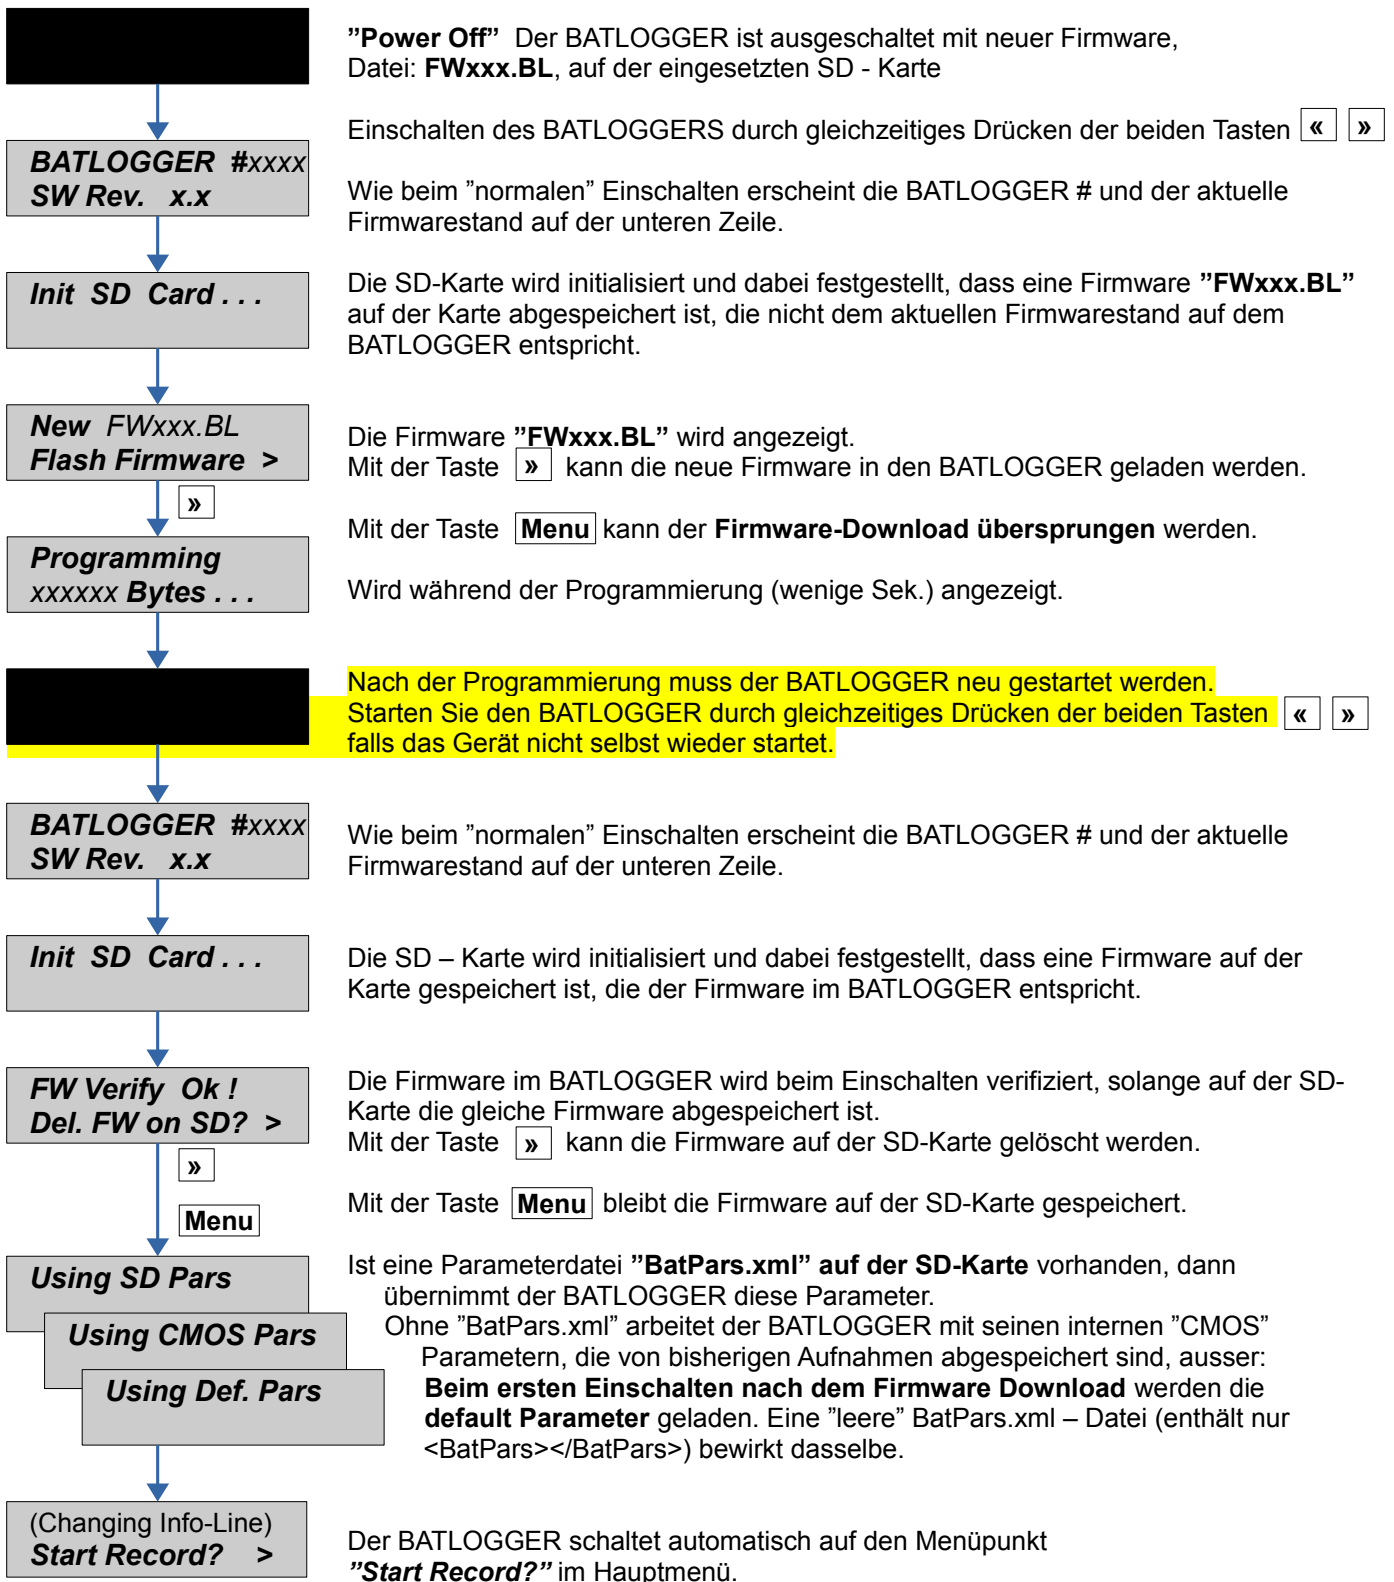 ”Power Off” Der BATLOGGER ist ausgeschaltet mit neuer Firmware,
Datei: FWxxx.BL, auf der eingesetzten SD - Karte
Einschalten des BATLOGGERS durch gleichzeitiges Drücken der beiden Tasten « »
BATLOGGER #xxxx
SW Rev. x.x
Wie beim ”normalen” Einschalten erscheint die BATLOGGER # und der aktuelle
Firmwarestand auf der unteren Zeile.
Init SD Card . . .
Die SD-Karte wird initialisiert und dabei festgestellt, dass eine Firmware ”FWxxx.BL”
auf der Karte abgespeichert ist, die nicht dem aktuellen Firmwarestand auf dem
BATLOGGER entspricht.
New FWxxx.BL
Flash Firmware >
Die Firmware ”FWxxx.BL” wird angezeigt.
Mit der Taste » kann die neue Firmware in den BATLOGGER geladen werden.
»
Mit der Taste Menu kann der Firmware-Download übersprungen werden.
Programming
xxxxxx Bytes . . .
Wird während der Programmierung (wenige Sek.) angezeigt.
Nach der Programmierung muss der BATLOGGER neu gestartet werden.
Starten Sie den BATLOGGER durch gleichzeitiges Drücken der beiden Tasten « »
falls das Gerät nicht selbst wieder startet.
BATLOGGER #xxxx
SW Rev. x.x
Wie beim ”normalen” Einschalten erscheint die BATLOGGER # und der aktuelle
Firmwarestand auf der unteren Zeile.
Init SD Card . . .
Die SD – Karte wird initialisiert und dabei festgestellt, dass eine Firmware auf der
Karte gespeichert ist, die der Firmware im BATLOGGER entspricht.
FW Verify Ok !
Del. FW on SD? >
Die Firmware im BATLOGGER wird beim Einschalten verifiziert, solange auf der SD-
Karte die gleiche Firmware abgespeichert ist.
Mit der Taste » kann die Firmware auf der SD-Karte gelöscht werden.
»
Menu
Mit der Taste Menu bleibt die Firmware auf der SD-Karte gespeichert.
Using SD Pars
Using CMOS Pars
Using Def. Pars
Ist eine Parameterdatei ”BatPars.xml” auf der SD-Karte vorhanden, dann
übernimmt der BATLOGGER diese Parameter.
Ohne ”BatPars.xml” arbeitet der BATLOGGER mit seinen internen ”CMOS”
Parametern, die von bisherigen Aufnahmen abgespeichert sind, ausser:
Beim ersten Einschalten nach dem Firmware Download werden die
default Parameter geladen. Eine ”leere” BatPars.xml – Datei (enthält nur
<BatPars></BatPars>) bewirkt dasselbe.
(Changing Info-Line)
Start Record? >
Der BATLOGGER schaltet automatisch auf den Menüpunkt
”Start Record?” im Hauptmenü.